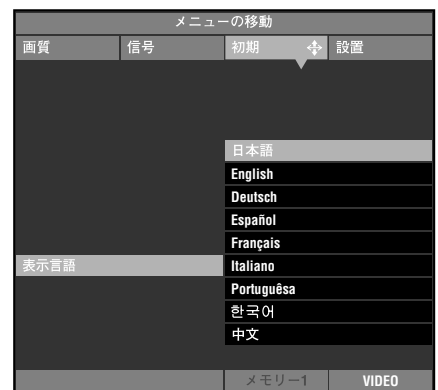 メニューの移動
画質 信号 初期 設置
日本語
English
Deutsch
Español
Français
表示言語 Italiano
Portuguêsa
한국어
中文
メモリー1 VIDEO